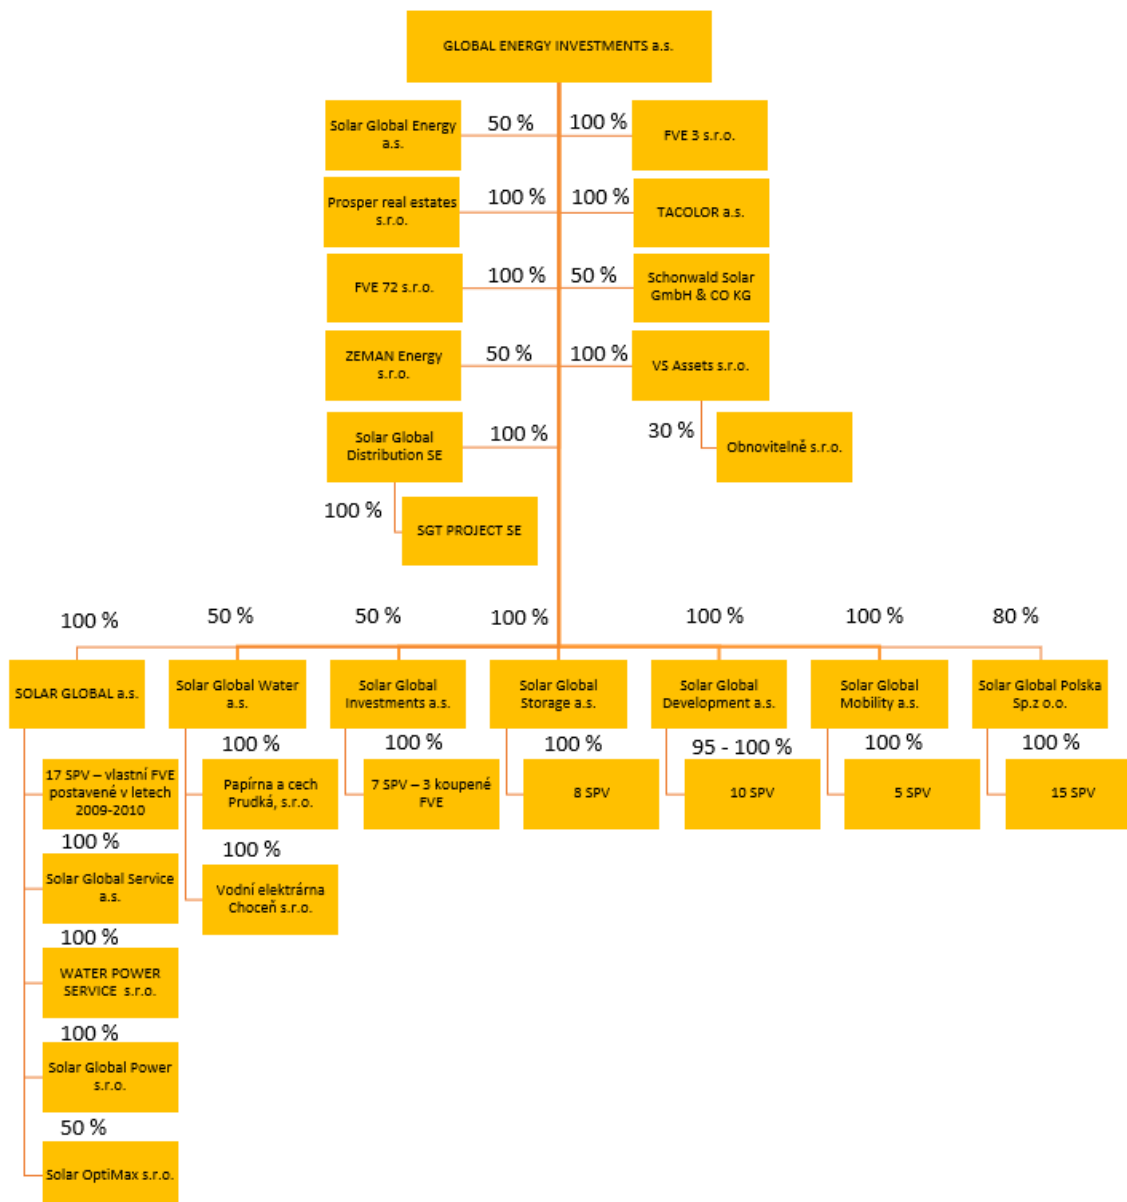 GLOBAL ENERGY INVESTMENTS a.s.
Solar Global Energy
a.s.
50 %
100 %
FVE 3 s.r.o.
Prosper real estates
s.r.o.
100 %
100 %
TACOLOR a.s.
FVE 72 s.r.o.
100 %
50 %
Schonwald Solar
GmbH & CO KG
ZEMAN Energy
s.r.o.
50 %
100 %
VS Assets s.r.o.
Solar Global
Distribution SE
100 %
30 %
Obnovitelně s.r.o.
100 %
SGT PROJECT SE
100 %
50 %
50 %
100 %
100 %
100 %
80 %
SOLAR GLOBAL a.s.
Solar Global Water
a.s.
Solar Global
Investments a.s.
Solar Global
Storage a.s.
Solar Global
Development a.s.
Solar Global
Mobility a.s.
Solar Global Polska
Sp.z o.o.
100 %
100 %
100 %
95 - 100 %
100 %
100 %
17 SPV – vlastní FVE
postavené v letech
2009-2010
Papírna a cech
Prudká, s.r.o.
7 SPV – 3 koupené
FVE
8 SPV
10 SPV
5 SPV
15 SPV
100 %
Solar Global Service
a.s.
100 %
Vodní elektrárna
Choceň s.r.o.
100 %
WATER POWER
SERVICE s.r.o.
100 %
Solar Global Power
s.r.o.
50 %
Solar OptiMax s.r.o.